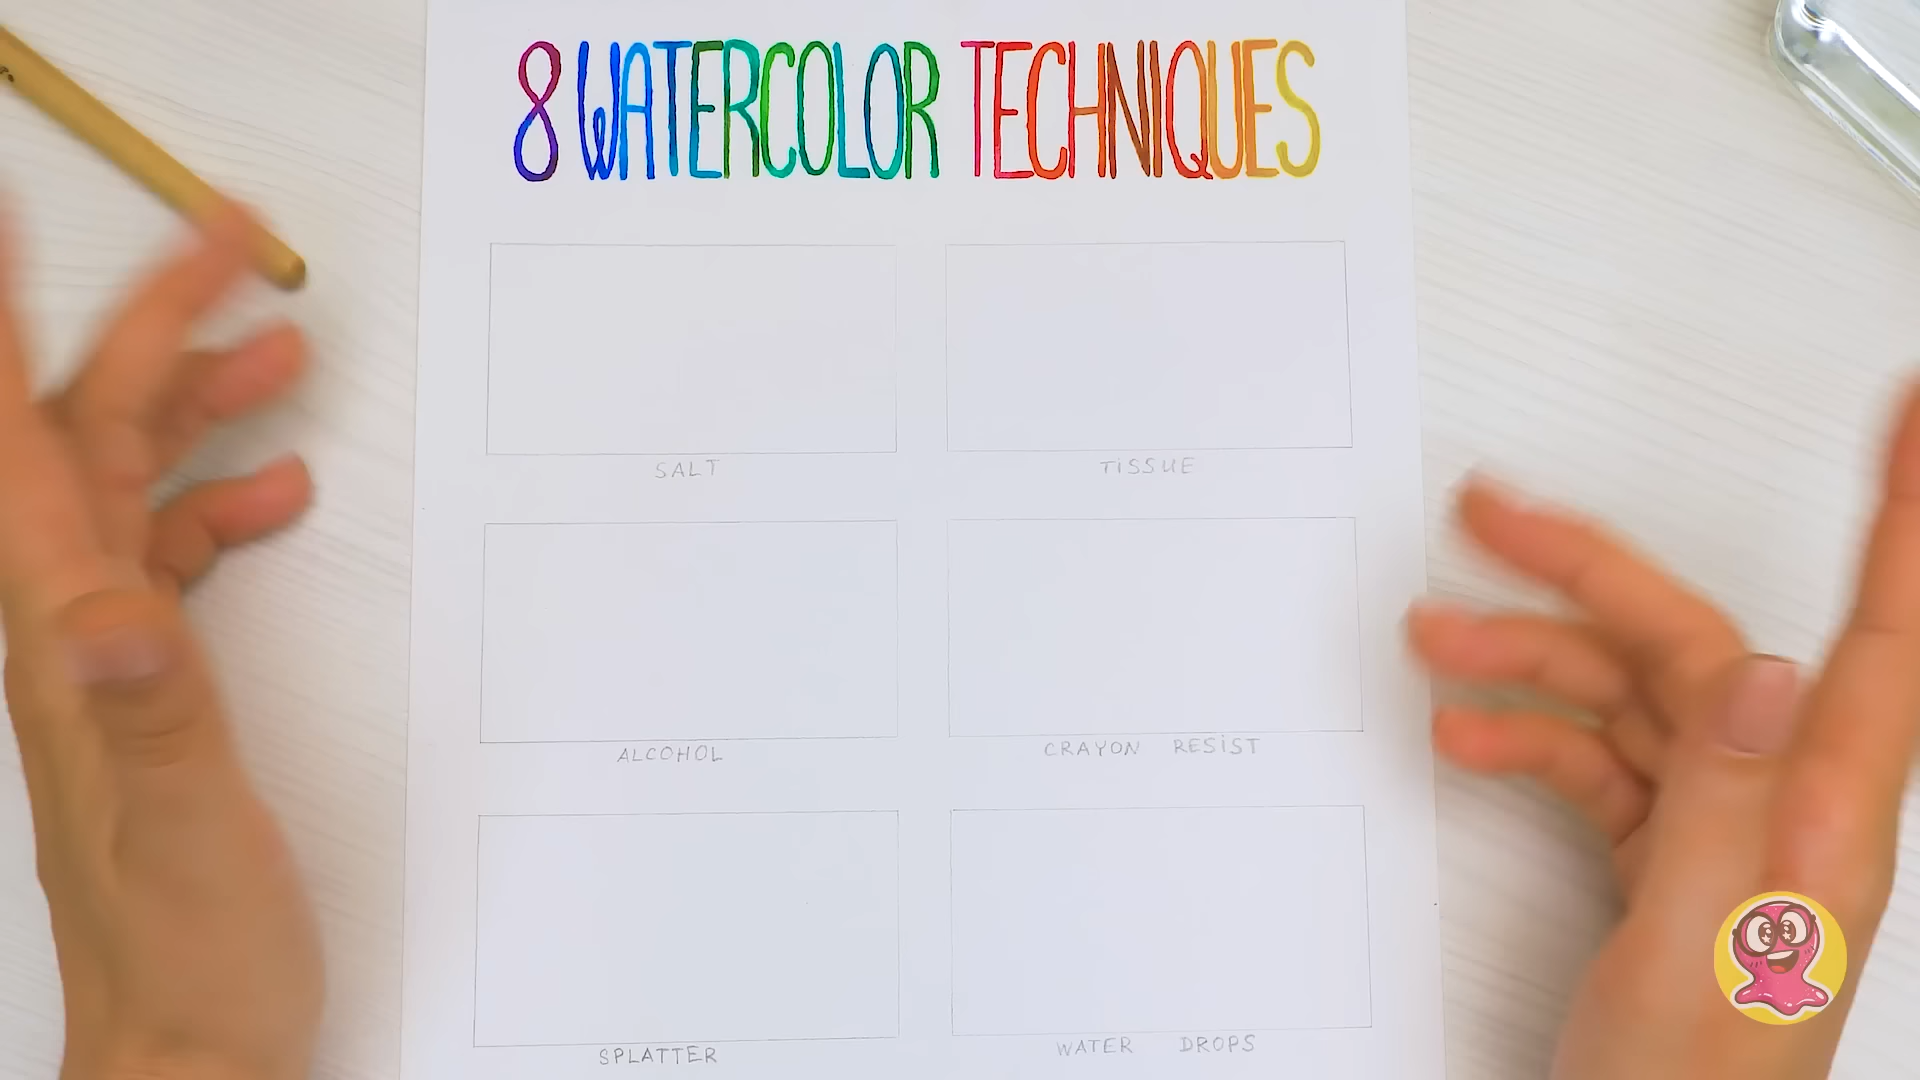 8 WATERCOLOR TECHNIQUES
SALT
TISSUE
ALCOHOL
CRAYON RESIST
SPLATTER
WATER DROPS